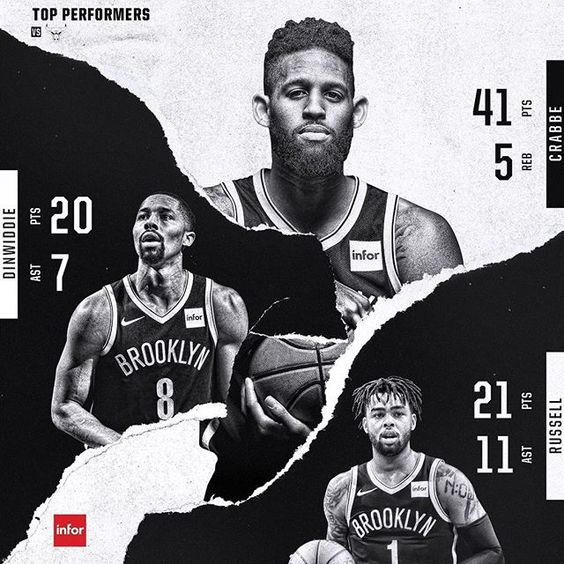 TOP PERFORMERS
VS
41 PTS
5 REB
CRABBE
infor
DINWIDDIE
20 PTS
7 AST
infor
BROOKLYN
8
21 PTS
11 AST
RUSSELL
infor
BROOKLYN
1
infor